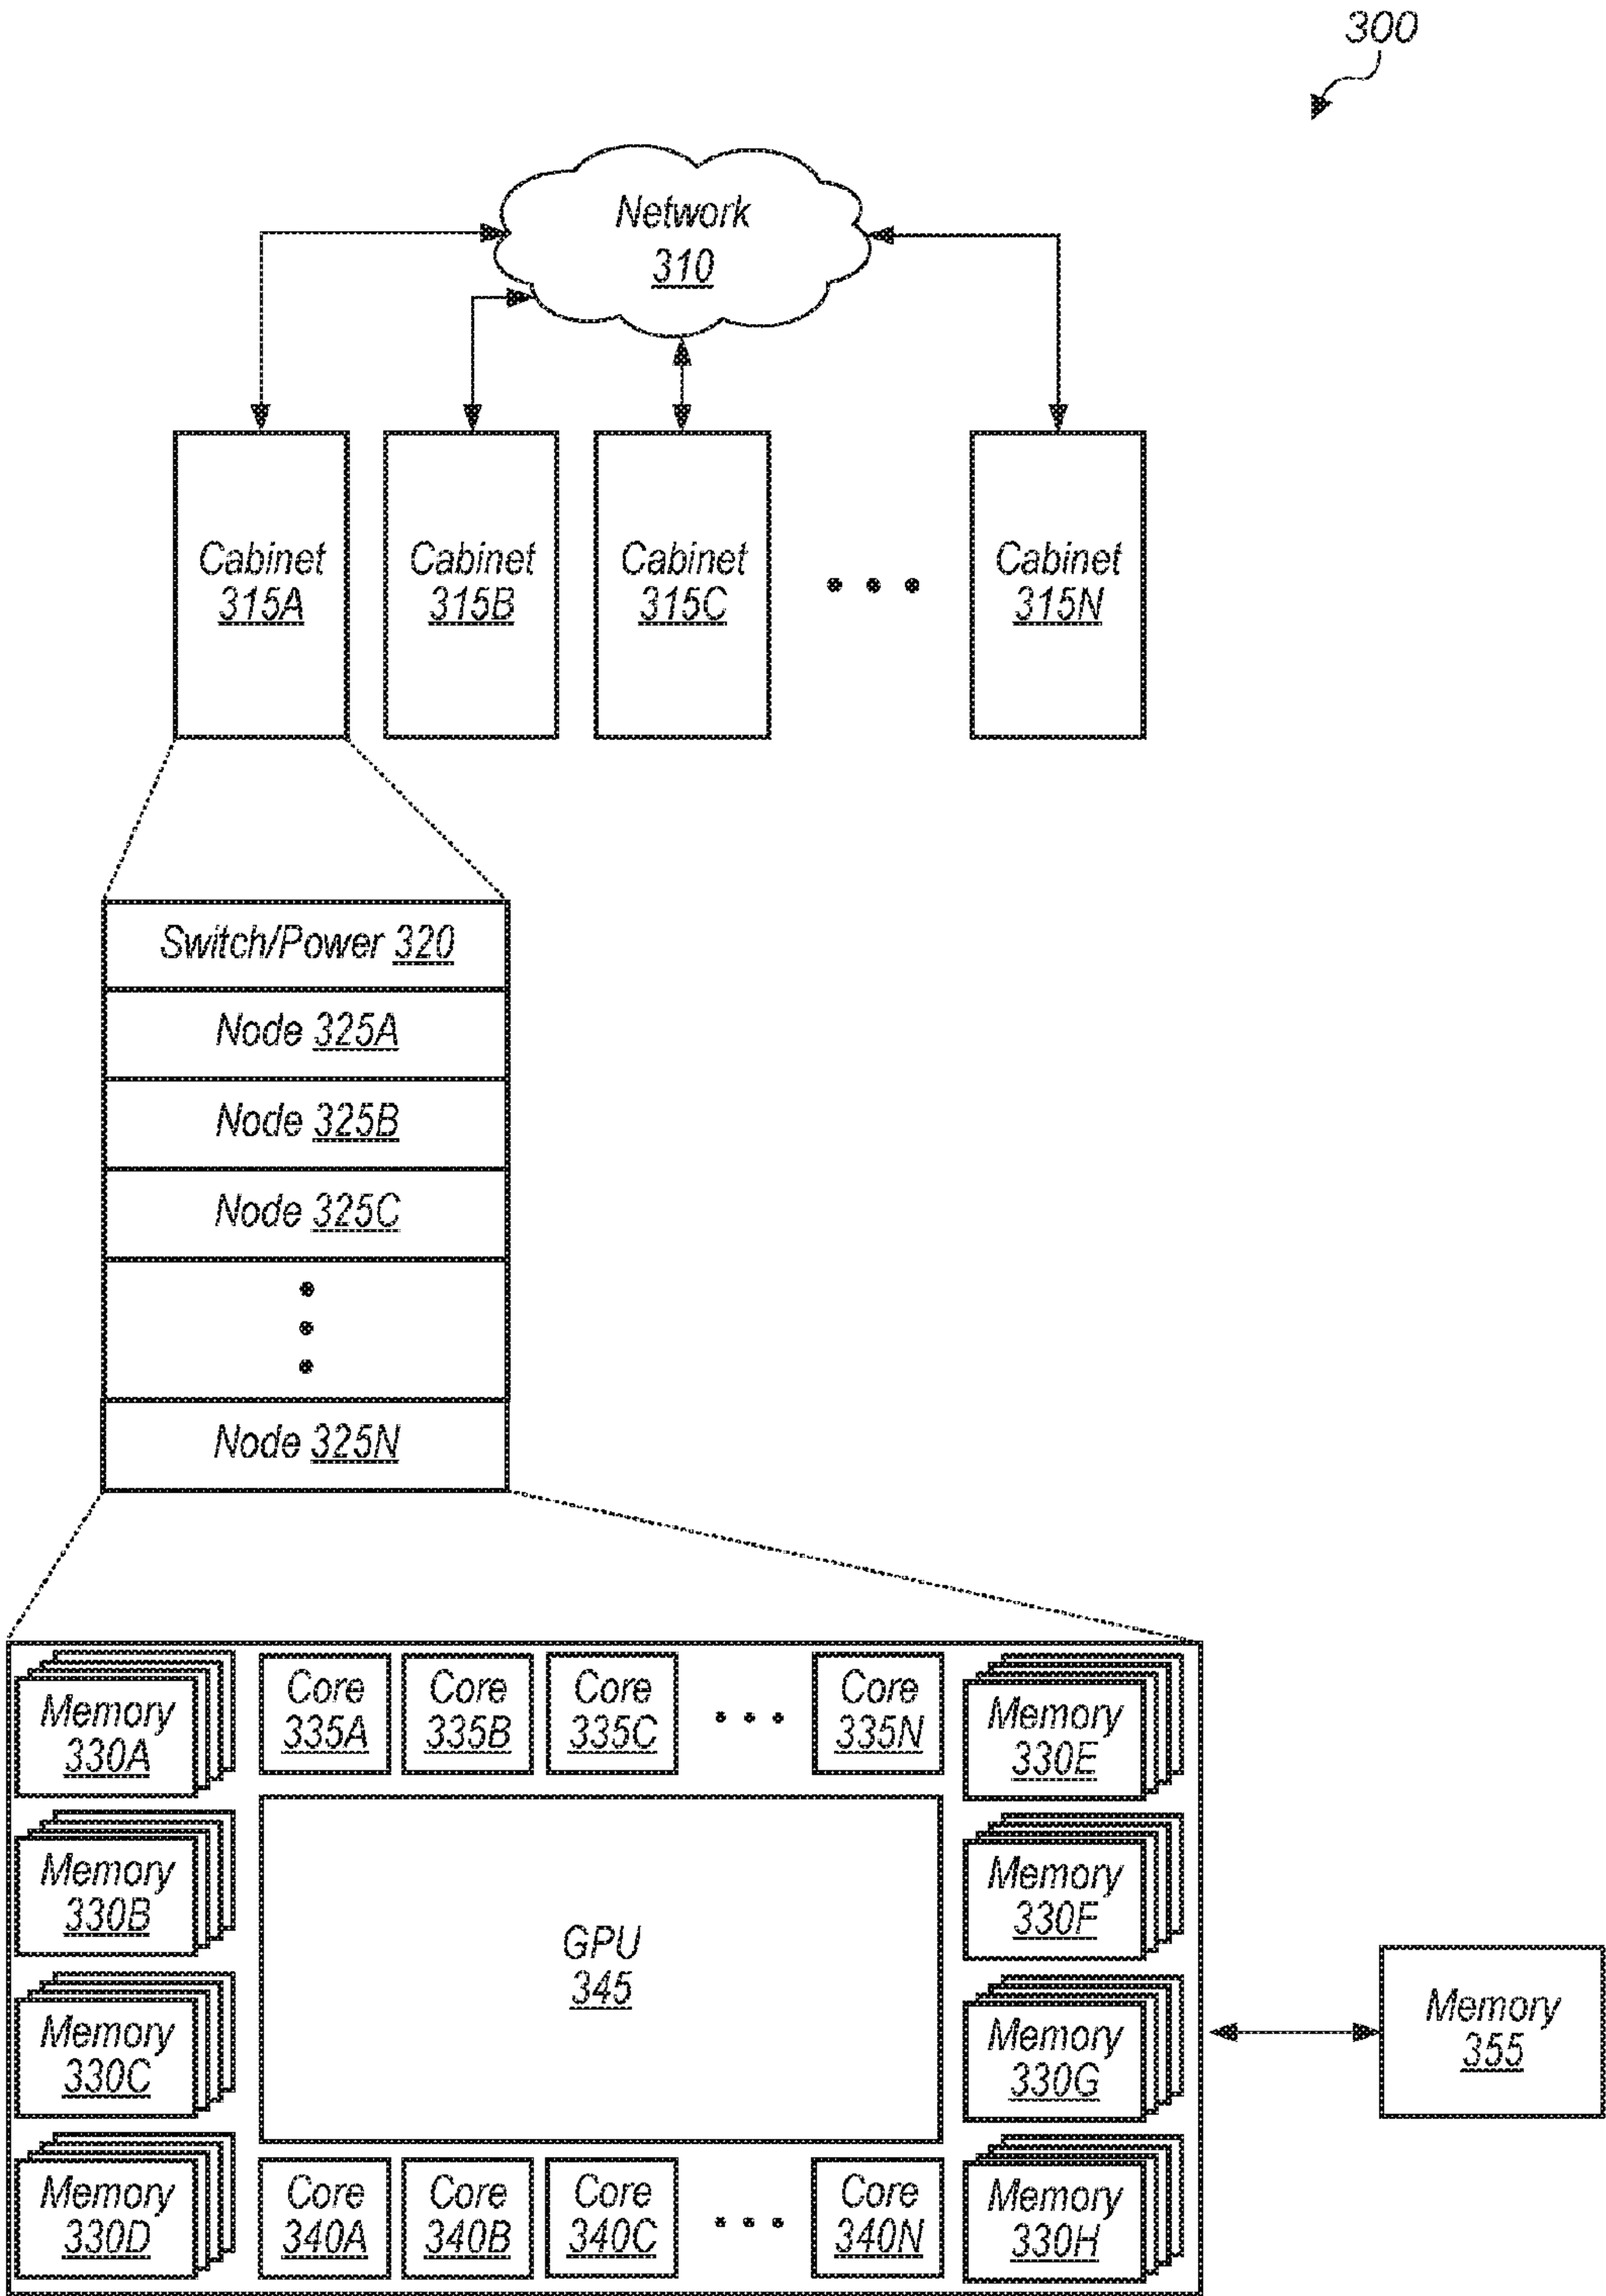 300
Network
310
Cabinet
315A
Cabinet
315B
Cabinet
315C
Cabinet
315N
Switch/Power 320
Node 325A
Node 325B
Node 325C
Node 325N
Memory
330A
Core
335A
Core
335B
Core
335C
Core
335N
Memory
330E
Memory
330B
Memory
330F
GPU
345
Memory
330C
Memory
330G
Memory
355
Memory
330D
Core
340A
Core
340B
Core
340C
Core
340N
Memory
330H